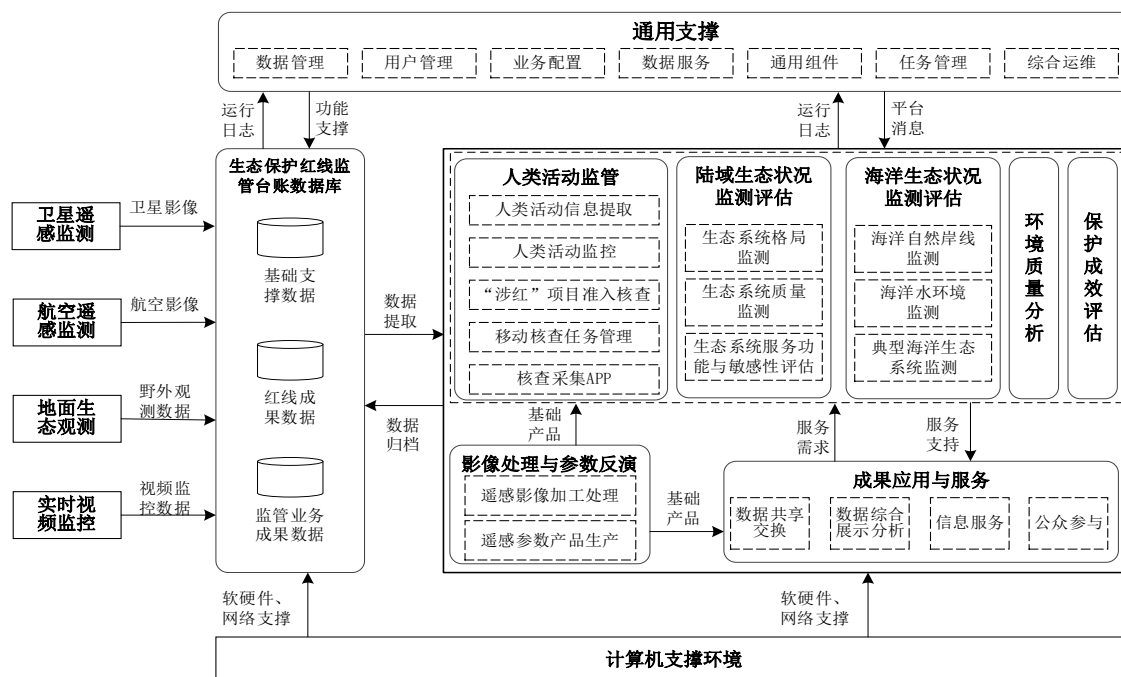 通用支撑
数据管理
用户管理
业务配置
数据服务
通用组件
任务管理
综合运维
运行
日志
功能
支撑
运行
日志
平台
消息
生态保护红线监
管台账数据库
基础支
撑数据
红线成
果数据
监管业务
成果数据
卫星遥
感监测
卫星影像
航空遥
感监测
航空影像
地面生
态观测
野外观
测数据
实时视
频监控
视频监
控数据
数据
提取
数据
归档
人类活动监管
人类活动信息提取
人类活动监控
“涉红”项目准入核查
移动核查任务管理
核查采集APP
陆域生态状况
监测评估
生态系统格局
监测
生态系统质量
监测
生态系统服务功
能与敏感性评估
海洋生态状况
监测评估
海洋自然岸线
监测
海洋水环境
监测
典型海洋生态
系统监测
环境质量分析
保护成效评估
基础
产品
服务
需求
服务
支持
影像处理与参数反演
遥感影像加工处理
遥感参数产品生产
基础
产品
成果应用与服务
数据共享
交换
数据综合
展示分析
信息服务
公众参与
软硬件、
网络支撑
软硬件、
网络支撑
计算机支撑环境